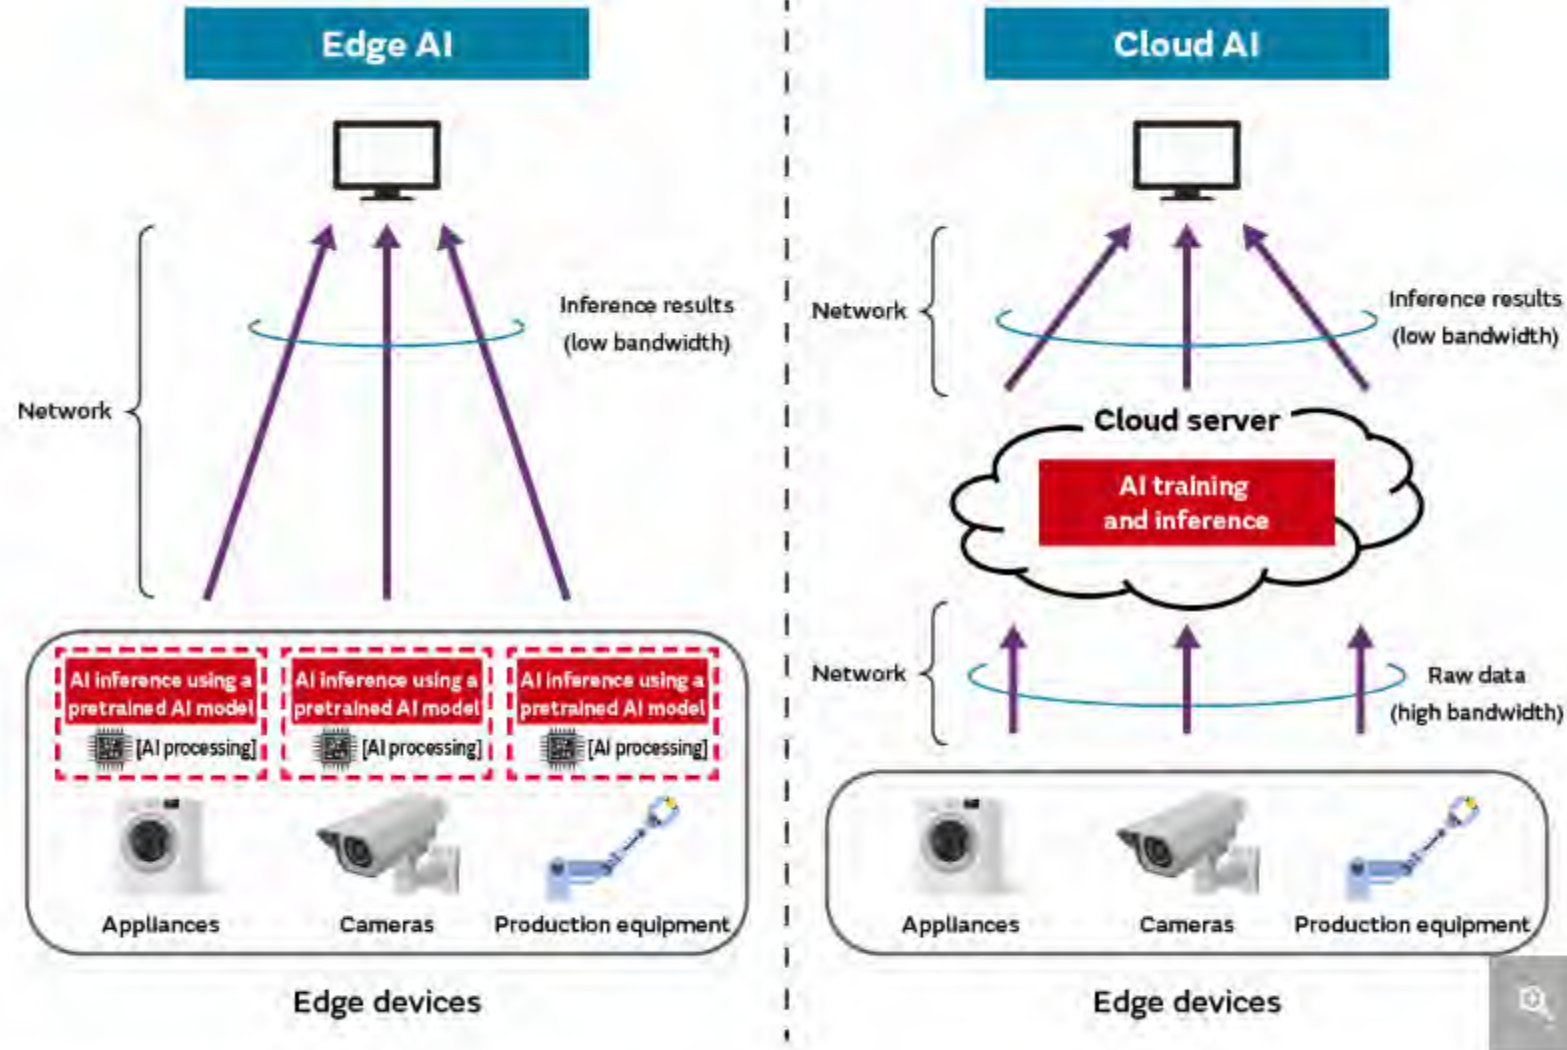 Edge AI
Inference results
(low bandwidth)
Network
AI inference using a
pretrained AI model
[AI processing]
AI inference using a
pretrained AI model
[AI processing]
AI inference using a
pretrained AI model
[AI processing]
Appliances
Cameras
Production equipment
Edge devices
Cloud AI
Network
Inference results
(low bandwidth)
Cloud server
AI training
and inference
Network
Raw data
(high bandwidth)
Appliances
Cameras
Production equipment
Edge devices